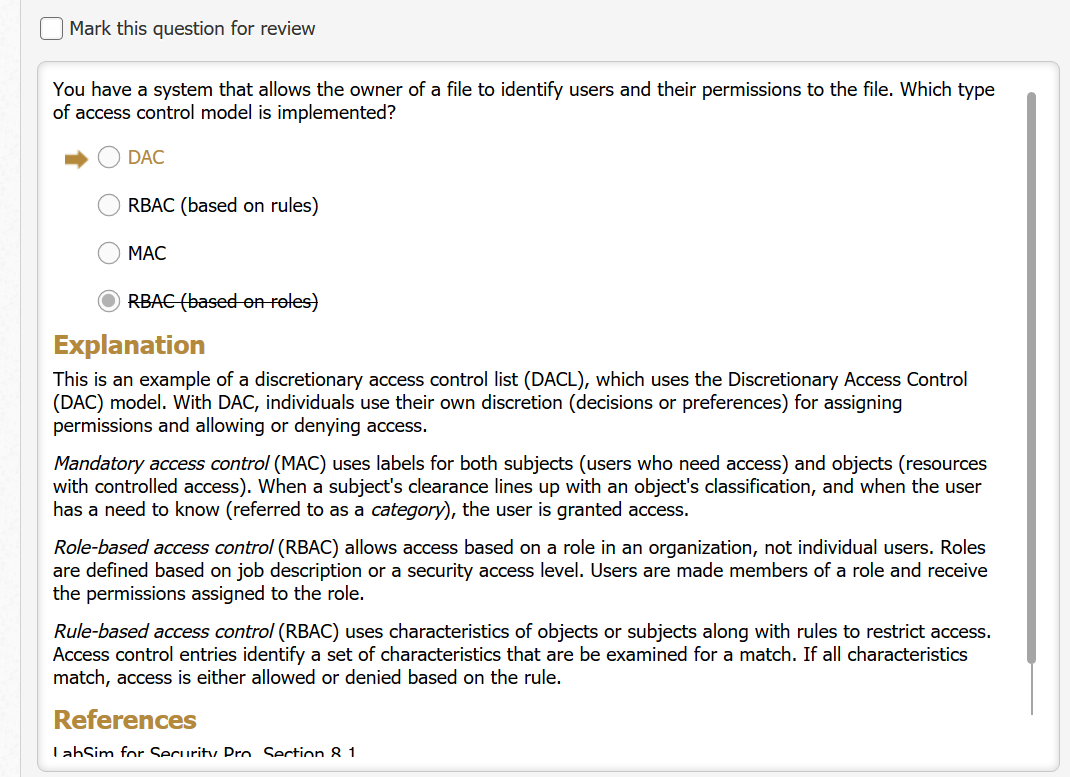 Mark this question for review
You have a system that allows the owner of a file to identify users and their permissions to the file. Which type
of access control model is implemented?
DAC
RBAC (based on rules)
MAC
RBAC (based on roles)
Explanation
This is an example of a discretionary access control list (DACL), which uses the Discretionary Access Control
(DAC) model. With DAC, individuals use their own discretion (decisions or preferences) for assigning
permissions and allowing or denying access.
Mandatory access control (MAC) uses labels for both subjects (users who need access) and objects (resources
with controlled access). When a subject's clearance lines up with an object's classification, and when the user
has a need to know (referred to as a category), the user is granted access.
Role-based access control (RBAC) allows access based on a role in an organization, not individual users. Roles
are defined based on job description or a security access level. Users are made members of a role and receive
the permissions assigned to the role.
Rule-based access control (RBAC) uses characteristics of objects or subjects along with rules to restrict access.
Access control entries identify a set of characteristics that are be examined for a match. If all characteristics
match, access is either allowed or denied based on the rule.
References
LabSim for Security Pro, Section 8.1